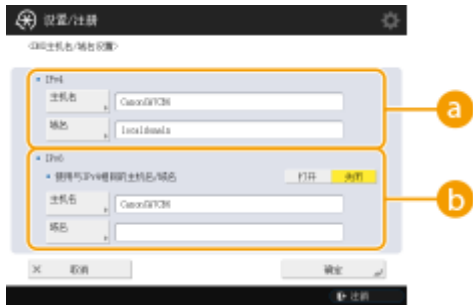 设置/注册
<DNS主机名/域名设置>
IPv4
主机名
域名
localdomain
a
IPv6
使用与IPv4相同的主机名/域名
打开
关闭
主机名
域名
b
取消
确定
注销